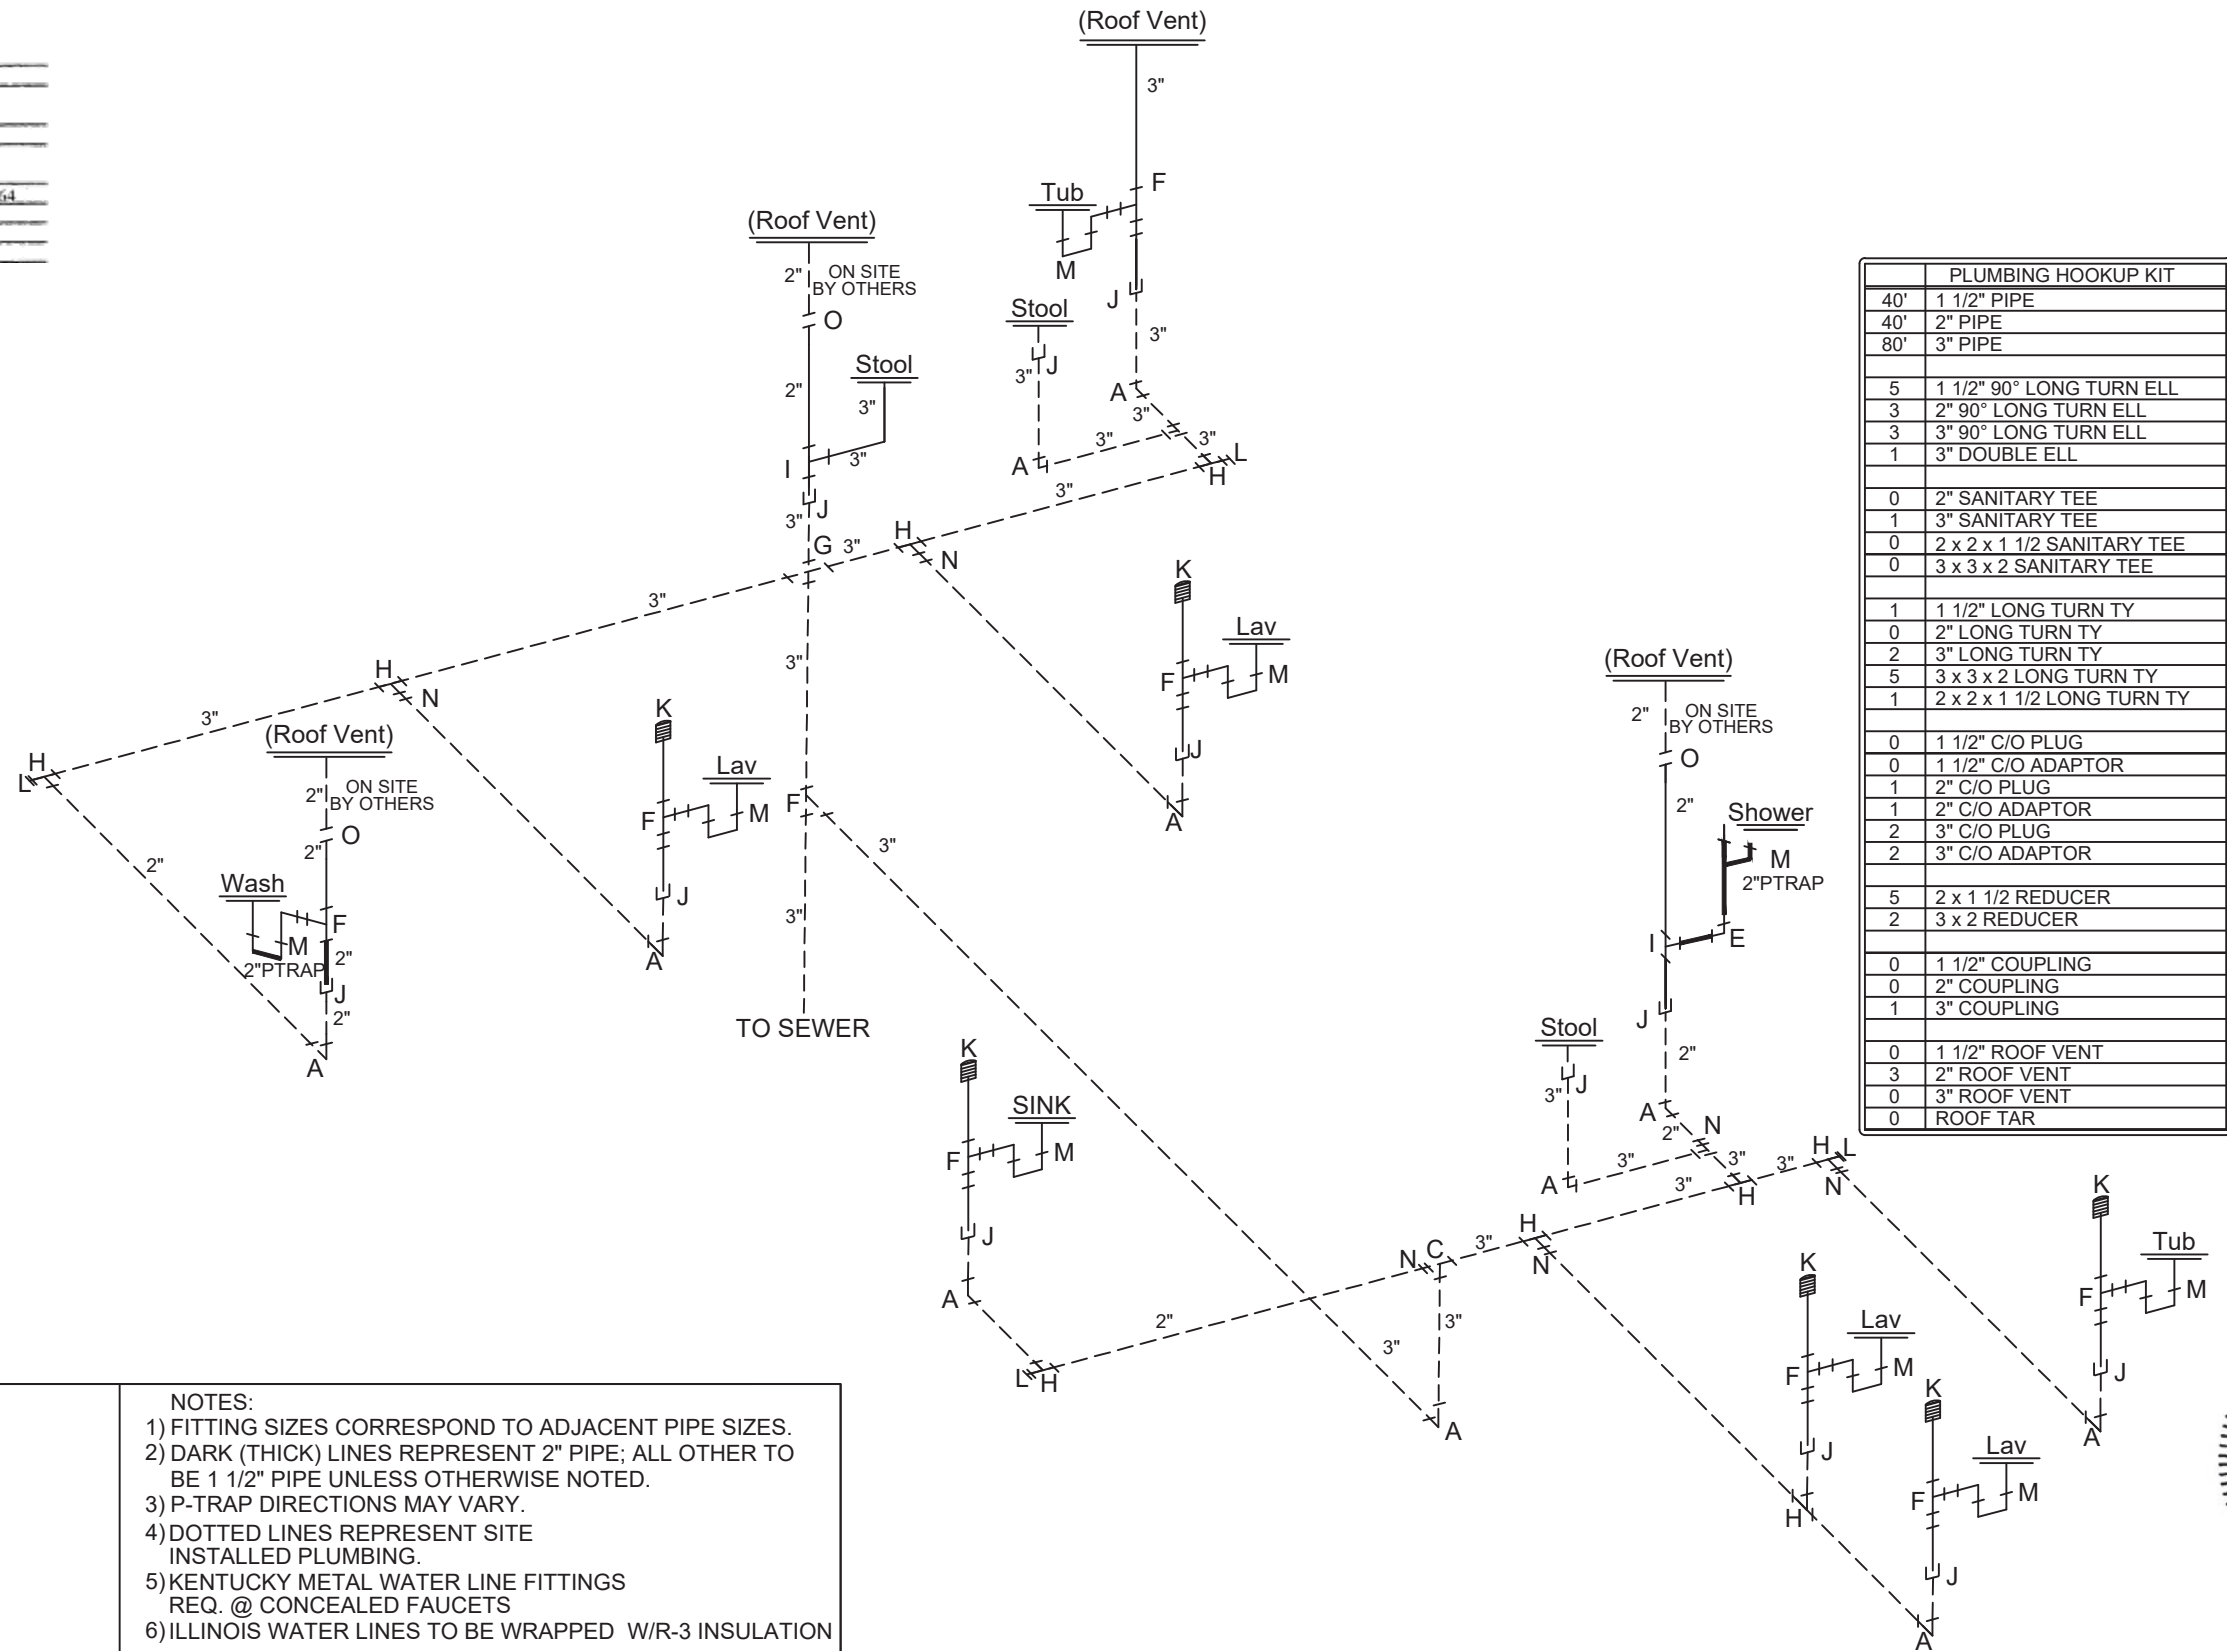 (Roof Vent)
3"
64
Tub
F
(Roof Vent)
M
2"
ON SITE
BY OTHERS
J
Stool
O
3"
J
3"
Stool
2"
3"
A
3"
3"
3"
L
I
3"
A
H
J
3"
3"
H
G
3"
N
K
3"
Lav
3"
M
F
(Roof Vent)
H
N
K
3"
2"
ON SITE
BY OTHERS
(Roof Vent)
J
O
H
L
Lav
2"
ON SITE
BY OTHERS
2"
Shower
F
M
F
A
O
3"
M
2"
2"
2"PTRAP
Wash
J
F
3"
I
E
M
2"
A
2"PTRAP
J
2"
TO SEWER
J
Stool
K
2"
A
J
3"
SINK
A
N
2"
M
F
3"
3"
3"
H
L
A
3"
H
N
K
J
H
3"
C
N
N
Tub
K
A
M
F
2"
3"
Lav
3"
M
F
J
L
H
K
A
A
Lav
J
M
F
H
J
A
PLUMBING HOOKUP KIT
40' 1 1/2" PIPE
40' 2" PIPE
80' 3" PIPE
5 1 1/2" 90° LONG TURN ELL
3 2" 90° LONG TURN ELL
3 3" 90° LONG TURN ELL
1 3" DOUBLE ELL
0 2" SANITARY TEE
1 3" SANITARY TEE
0 2 x 2 x 1 1/2 SANITARY TEE
0 3 x 3 x 2 SANITARY TEE
1 1 1/2" LONG TURN TY
0 2" LONG TURN TY
2 3" LONG TURN TY
5 3 x 3 x 2 LONG TURN TY
1 2 x 2 x 1 1/2 LONG TURN TY
0 1 1/2" C/O PLUG
0 1 1/2" C/O ADAPTOR
1 2" C/O PLUG
1 2" C/O ADAPTOR
2 3" C/O PLUG
2 3" C/O ADAPTOR
5 2 x 1 1/2 REDUCER
2 3 x 2 REDUCER
0 1 1/2" COUPLING
0 2" COUPLING
1 3" COUPLING
0 1 1/2" ROOF VENT
3 2" ROOF VENT
0 3" ROOF VENT
0 ROOF TAR
NOTES:
1) FITTING SIZES CORRESPOND TO ADJACENT PIPE SIZES.
2) DARK (THICK) LINES REPRESENT 2" PIPE; ALL OTHER TO
BE 1 1/2" PIPE UNLESS OTHERWISE NOTED.
3) P-TRAP DIRECTIONS MAY VARY.
4) DOTTED LINES REPRESENT SITE
INSTALLED PLUMBING.
5) KENTUCKY METAL WATER LINE FITTINGS
REQ. @ CONCEALED FAUCETS
6) ILLINOIS WATER LINES TO BE WRAPPED W/R-3 INSULATION